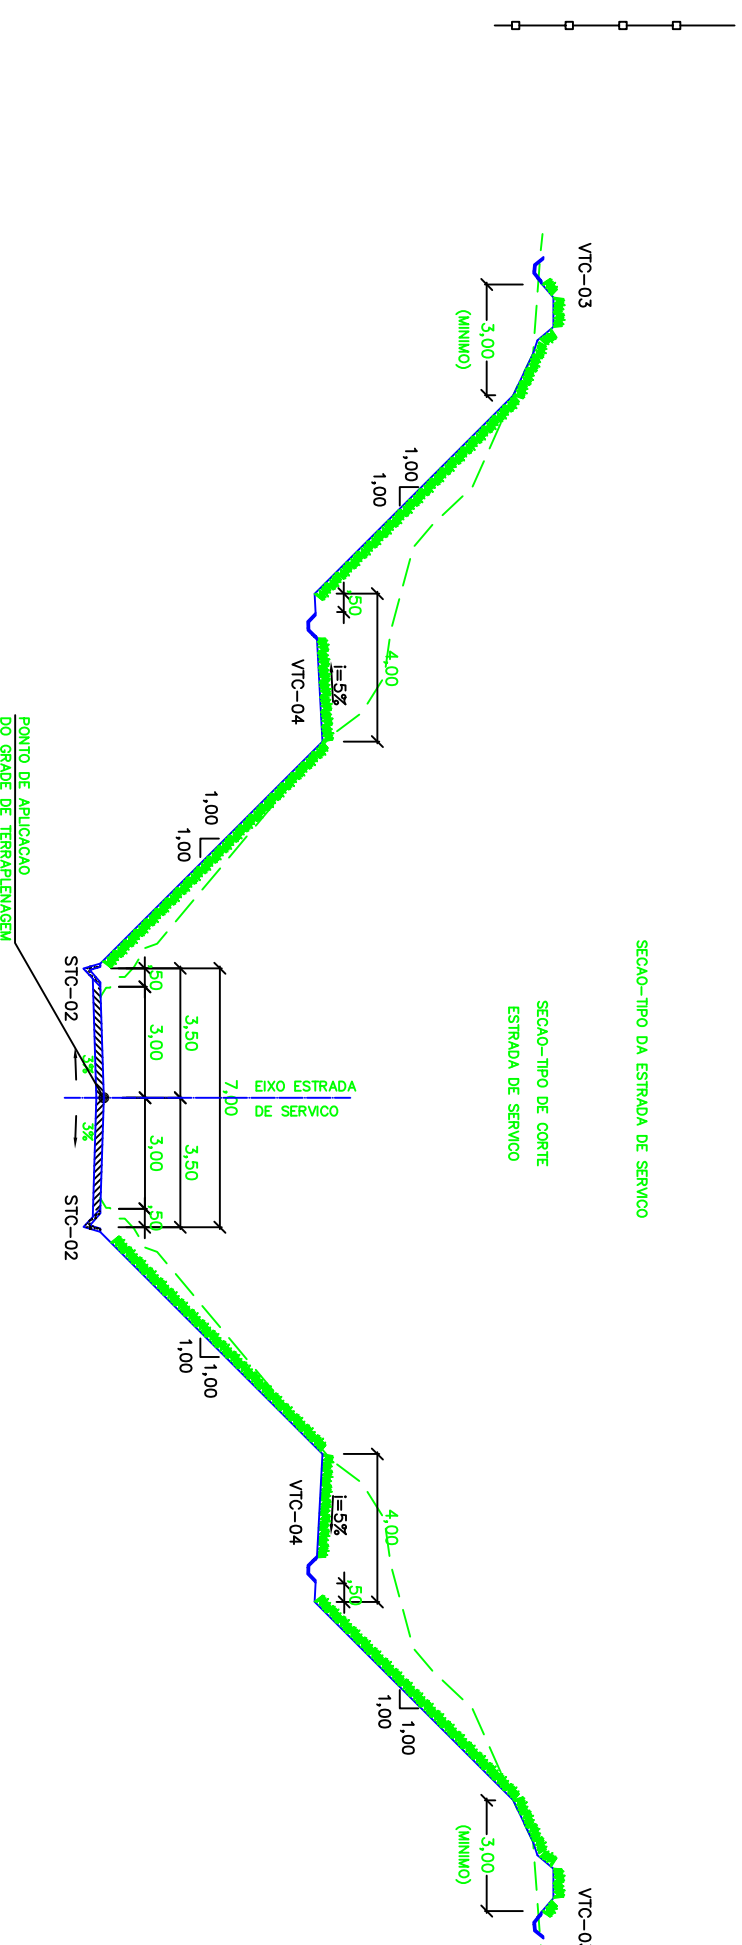 SECAO-TIPO DA ESTRADA DE SERVICO
SECAO-TIPO DE CORTE
ESTRADA DE SERVICO
VTC-03
3,00
(MINIMO)
1,00
1,00
,50
4,00
i=5%
VTC-04
1,00
1,00
PONTO DE APLICACAO
DO GRADE DE TERRAPLENAGEM
STC-02
,50
3,00
3,50
3%
7,00
EIXO ESTRADA
DE SERVICO
3%
3,00
3,50
,50
STC-02
1,00
1,00
VTC-04
i=5%
4,00
,50
1,00
1,00
3,00
(MINIMO)